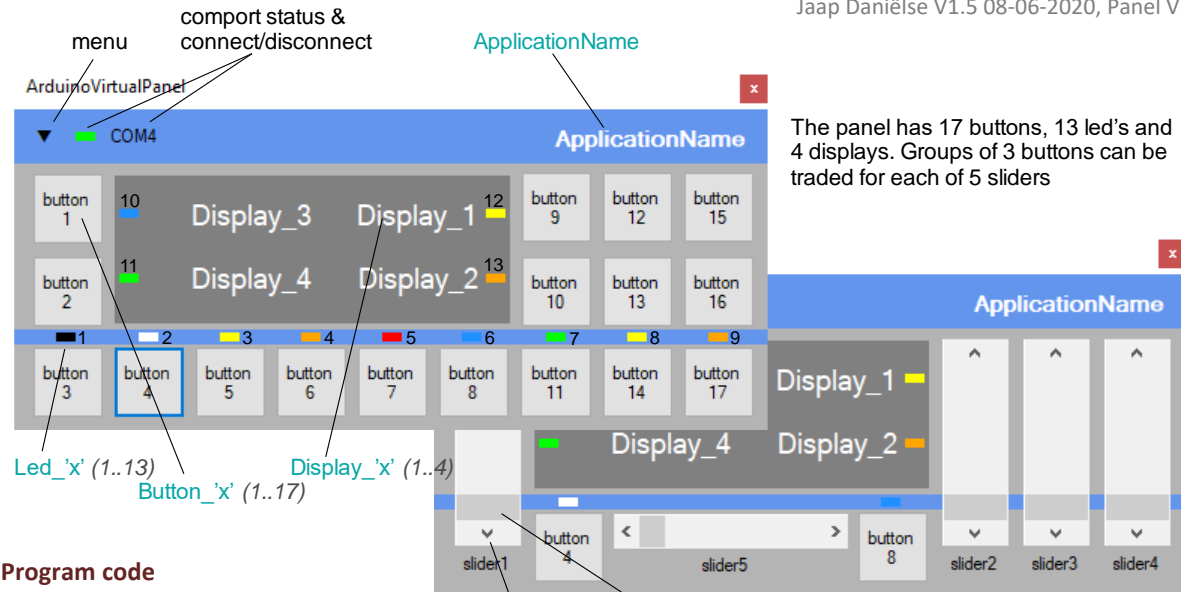 Jaap Daniëlse V1.5 08-06-2020, Panel V
comport status &
connect/disconnect
menu
ApplicationName
ArduinoVirtualPanel
x
COM4
ApplicationName
The panel has 17 buttons, 13 led's and
4 displays. Groups of 3 buttons can be
traded for each of 5 sliders
button
1
10
Display_3
Display_1
12
button
9
button
12
button
15
button
2
11
Display_4
Display_2
13
button
10
button
13
button
16
1
2
3
4
5
6
7
8
9
button
3
button
4
button
5
button
6
button
7
button
8
button
11
button
14
button
17
Led_'x' (1..13)
Button_'x' (1..17)
Display_'x' (1..4)
x
ApplicationName
Display_1
Display_4
Display_2
slider1
button
4
slider5
button
8
slider2
slider3
slider4
Program code